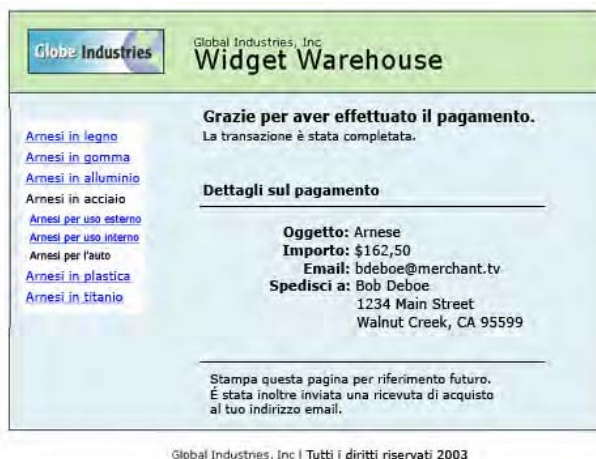 Globe Industries
Global Industries, Inc
Widget Warehouse
Arnesi in legno
Arnesi in gomma
Arnesi in alluminio
Arnesi in acciaio
Arnesi per uso esterno
Arnesi per uso interno
Arnesi per l'auto
Arnesi in plastica
Arnesi in titanio
Grazie per aver effettuato il pagamento.
La transazione è stata completata.
Dettagli sul pagamento
Oggetto: Arnese
Importo: $162,50
Email: bdeboe@merchant.tv
Spedisci a: Bob Deboe
1234 Main Street
Walnut Creek, CA 95599
Stampa questa pagina per riferimento futuro.
É stata inoltre inviata una ricevuta di acquisto
al tuo indirizzo email.
Global Industries, Inc | Tutti i diritti riservati 2003